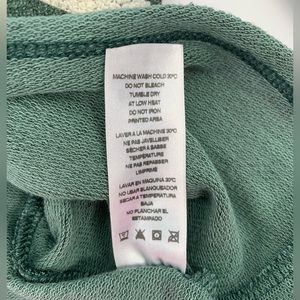 MACHINE WASH COLD 30°C
DO NOT BLEACH
TUMBLE DRY
AT LOW HEAT
DO NOT IRON
PRINTED AREA
LAVER A LA MACHINE 30°C
NE PAS JAVELLISER
SÉCHER A BASSE
TEMPÉRATURE
NE PAS REPASSER
L'IMPRIMÉ
LAVAR EN MAQUINA 30°C
NO USAR BLANQUEADOR
SECAR A TEMPERATURA
BAJA
NO PLANCHAR EL
ESTAMPADO